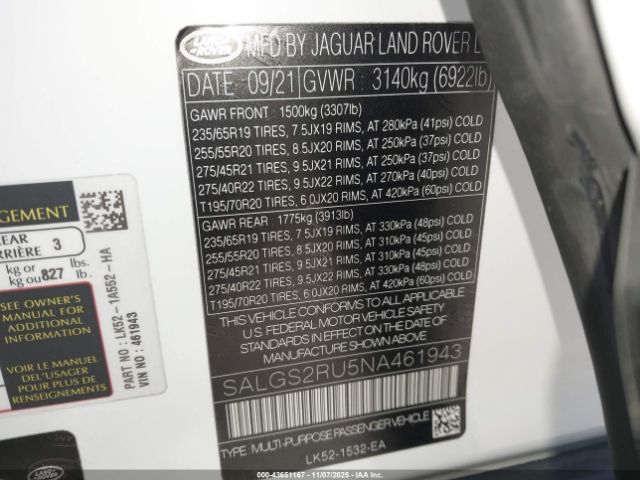 LAND ROVER
MFD BY JAGUAR LAND ROVER L
DATE 09/21 GVWR 3140kg (6922lb)
GAWR FRONT 1500kg (3307lb)
235/65R19 TIRES, 7.5JX19 RIMS, AT 280kPa (41psi) COLD
255/55R20 TIRES, 8.5JX20 RIMS, AT 250kPa (37psi) COLD
275/45R21 TIRES, 9.5JX21 RIMS, AT 250kPa (37psi) COLD
275/40R22 TIRES, 9.5JX22 RIMS, AT 270kPa (40psi) COLD
T195/70R20 TIRES, 6.0JX20 RIMS, AT 420kPa (60psi) COLD
GAWR REAR 1775kg (3913lb)
235/65R19 TIRES, 7.5JX19 RIMS, AT 330kPa (48psi) COLD
255/55R20 TIRES, 8.5JX20 RIMS, AT 310kPa (45psi) COLD
275/45R21 TIRES, 9.5JX21 RIMS, AT 310kPa (45psi) COLD
275/40R22 TIRES, 9.5JX22 RIMS, AT 330kPa (48psi) COLD
T195/70R20 TIRES, 6.0JX20 RIMS, AT 420kPa (60psi) COLD
THIS VEHICLE CONFORMS TO ALL APPLICABLE
U.S. FEDERAL MOTOR VEHICLE SAFETY
STANDARDS IN EFFECT ON THE DATE OF
MANUFACTURE SHOWN ABOVE
SALGS2RU5NA461943
TYPE MULTI-PURPOSE PASSENGER VEHICLE
LK52-1532-EA
AGEMENT
REAR
RRIÈRE 3
kg or lbs.
kg ou 827 lb.
SEE OWNER'S
MANUAL FOR
ADDITIONAL
INFORMATION
VOIR LE MANUEL
DE L'USAGER
POUR PLUS DE
RENSEIGNEMENTS
PART NO: LK52-1A552-HA
VIN NO: 461943
000-43651167 - 11/07/2025 - IAAI.COM